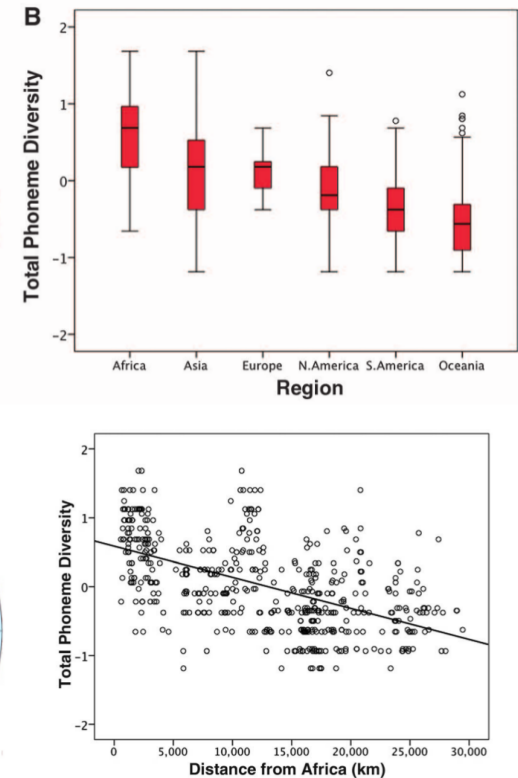 B
Total Phoneme Diversity
2
1
0
-1
-2
Africa Asia Europe N.America S.America Oceania
Region
Total Phoneme Diversity
2
1
0
-1
-2
0 5,000 10,000 15,000 20,000 25,000 30,000
Distance from Africa (km)